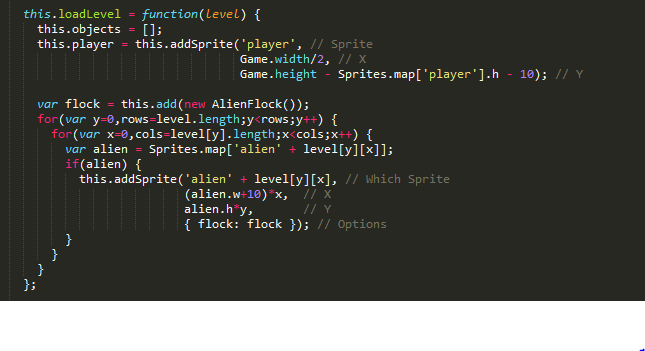 this.loadLevel = function(level) {
this.objects = [];
this.player = this.addSprite('player', // Sprite
Game.width/2, // X
Game.height - Sprites.map['player'].h - 10); // Y
var flock = this.add(new AlienFlock());
for(var y=0,rows=level.length;y<rows;y++) {
for(var x=0,cols=level[y].length;x<cols;x++) {
var alien = Sprites.map['alien' + level[y][x]];
if(alien) {
this.addSprite('alien' + level[y][x], // Which Sprite
(alien.w+10)*x, // X
alien.h*y, // Y
{ flock: flock }); // Options
}
}
}
};